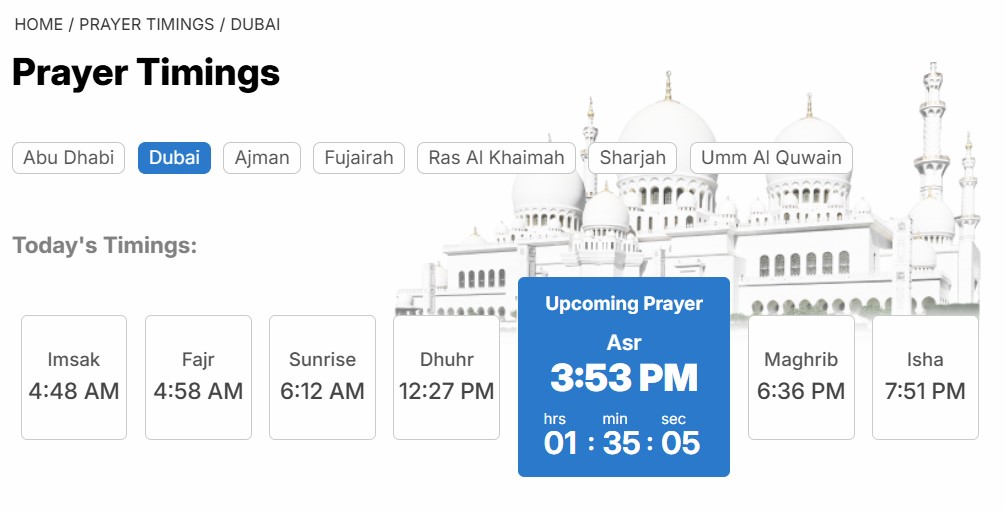 HOME / PRAYER TIMINGS / DUBAI
Prayer Timings
Abu Dhabi Dubai Ajman Fujairah Ras Al Khaimah Sharjah Umm Al Quwain
Today's Timings:
Imsak
4:48 AM
Fajr
4:58 AM
Sunrise
6:12 AM
Dhuhr
12:27 PM
Upcoming Prayer
Asr
3:53 PM
hrs min sec
01 : 35 : 05
Maghrib
6:36 PM
Isha
7:51 PM